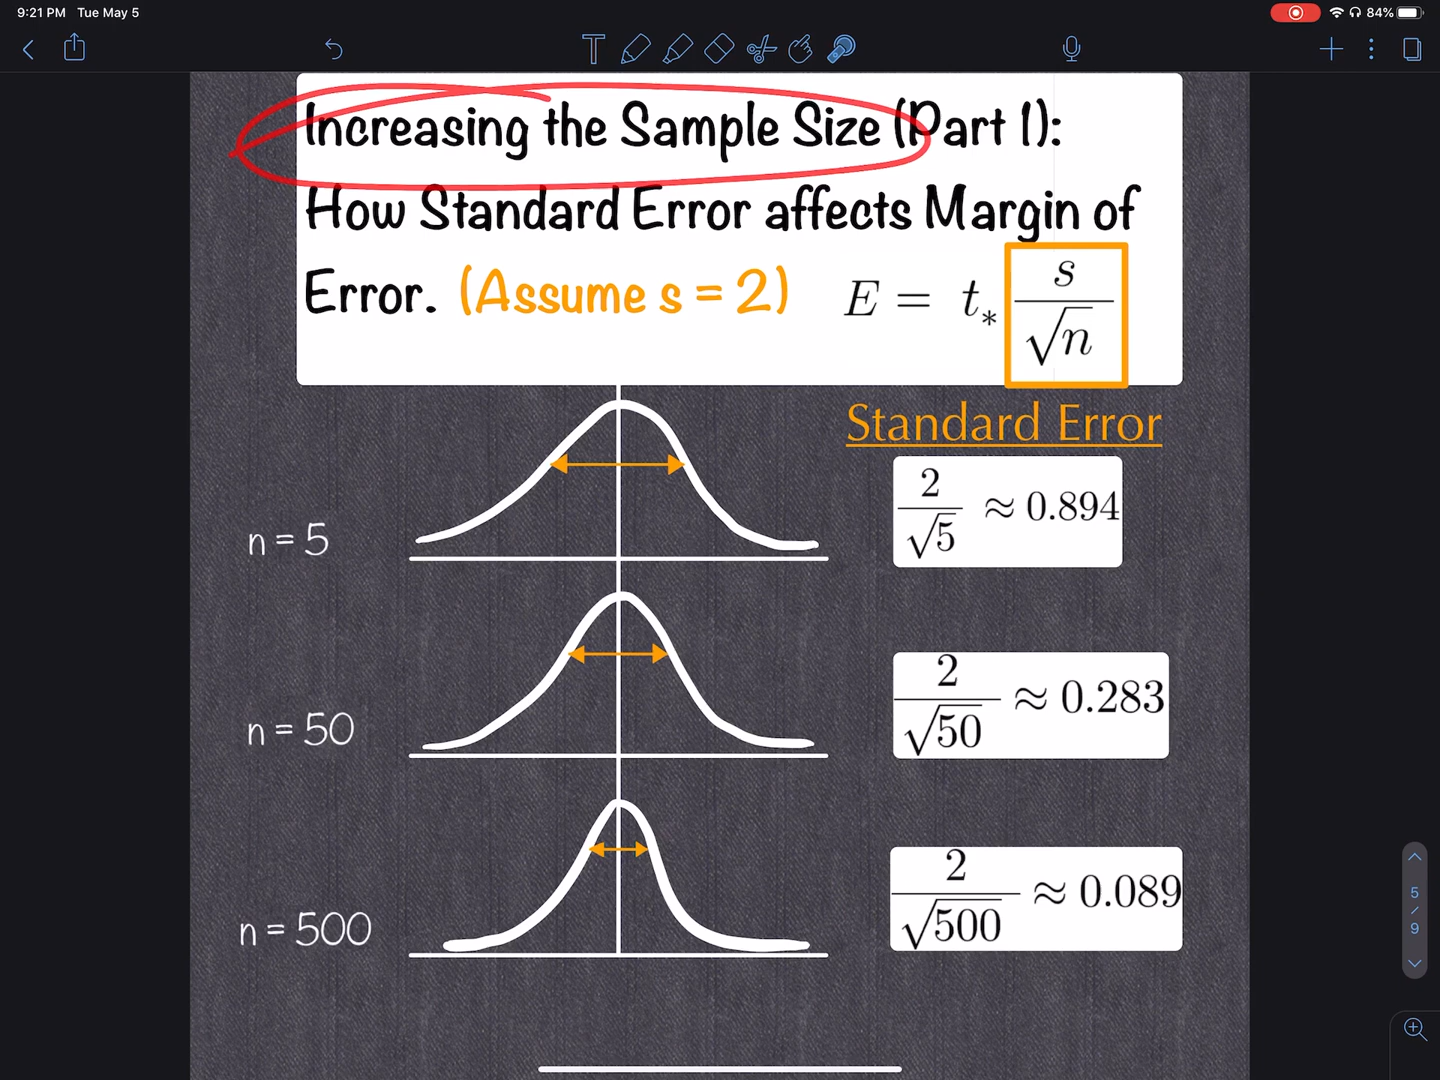 9:21 PM Tue May 5
84%
Increasing the Sample Size (Part 1):
How Standard Error affects Margin of
Error. (Assume s = 2) E = t* s/√n
Standard Error
n = 5
2/√5 ≈ 0.894
n = 50
2/√50 ≈ 0.283
n = 500
2/√500 ≈ 0.089
5
/
9